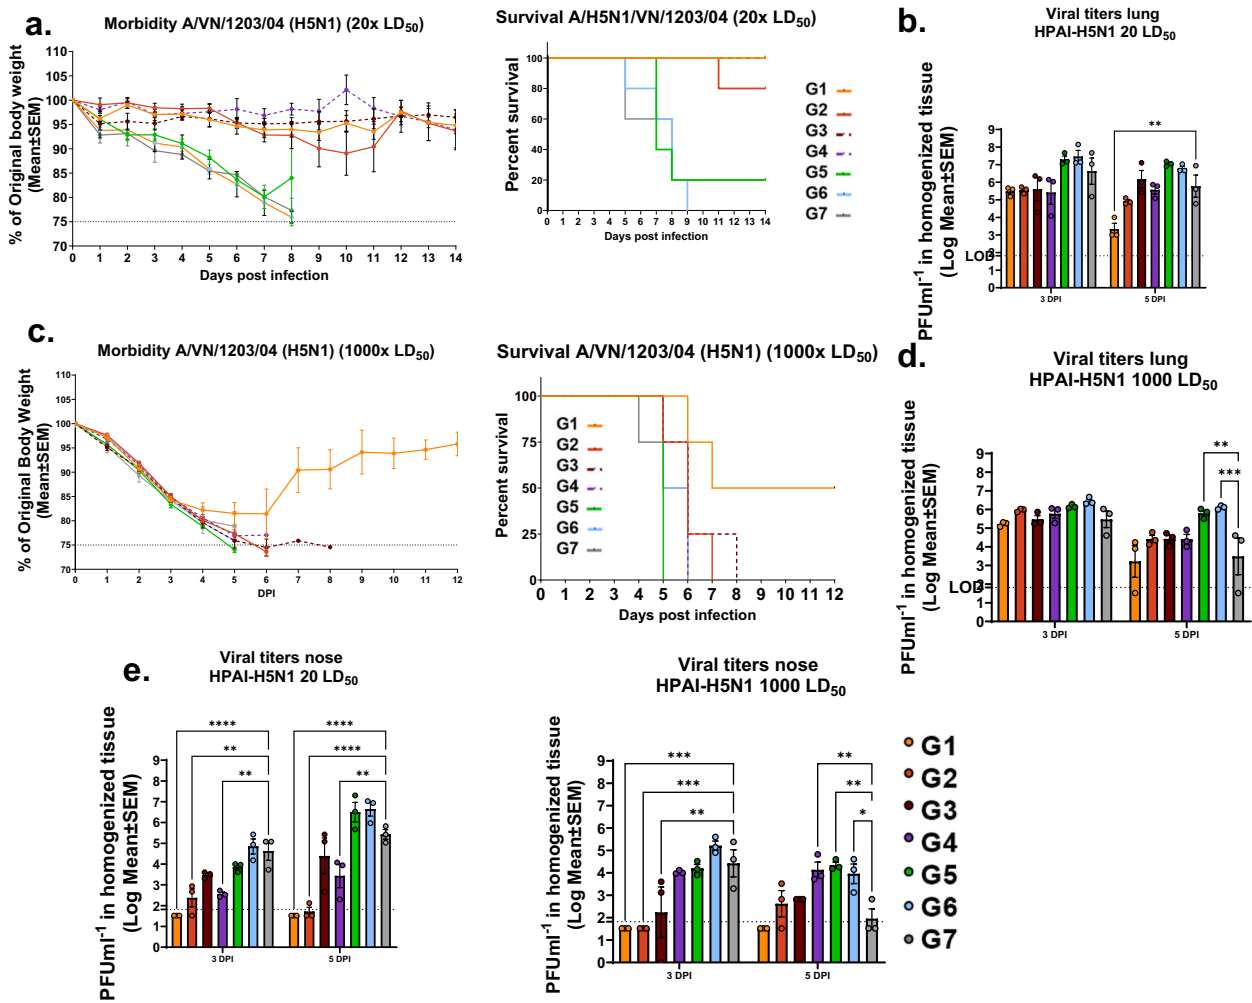 a.
Morbidity A/VN/1203/04 (H5N1) (20x LD50)
% of Original body weight
(Mean±SEM)
110
105
100
95
90
85
80
75
70
0 1 2 3 4 5 6 7 8 9 10 11 12 13 14
Days post infection
Survival A/H5N1/VN/1203/04 (20x LD50)
Percent survival
100
80
60
40
20
0
0 1 2 3 4 5 6 7 8 9 10 11 12 13 14
Days post infection
G1
G2
G3
G4
G5
G6
G7
b.
Viral titers lung
HPAI-H5N1 20 LD50
PFUml-1 in homogenized tissue
(Log Mean±SEM)
9
8
7
6
5
4
3
2
1
0
LOD
**
3 DPI
5 DPI
c.
Morbidity A/VN/1203/04 (H5N1) (1000x LD50)
% of Original Body Weight
(Mean±SEM)
110
105
100
95
90
85
80
75
70
0 1 2 3 4 5 6 7 8 9 10 11 12
DPI
Survival A/VN/1203/04 (H5N1) (1000x LD50)
Percent survival
100
75
50
25
0
G1
G2
G3
G4
G5
G6
G7
0 1 2 3 4 5 6 7 8 9 10 11 12
Days post infection
d.
Viral titers lung
HPAI-H5N1 1000 LD50
PFUml-1 in homogenized tissue
(Log Mean±SEM)
9
8
7
6
5
4
3
2
1
0
LOD
**
***
3 DPI
5 DPI
e.
Viral titers nose
HPAI-H5N1 20 LD50
PFUml-1 in homogenized tissue
(Log Mean±SEM)
9
8
7
6
5
4
3
2
1
0
**** ****
** ****
** **
3 DPI
5 DPI
Viral titers nose
HPAI-H5N1 1000 LD50
PFUml-1 in homogenized tissue
(Log Mean±SEM)
9
8
7
6
5
4
3
2
1
0
*** **
*** **
** *
3 DPI
5 DPI
G1
G2
G3
G4
G5
G6
G7